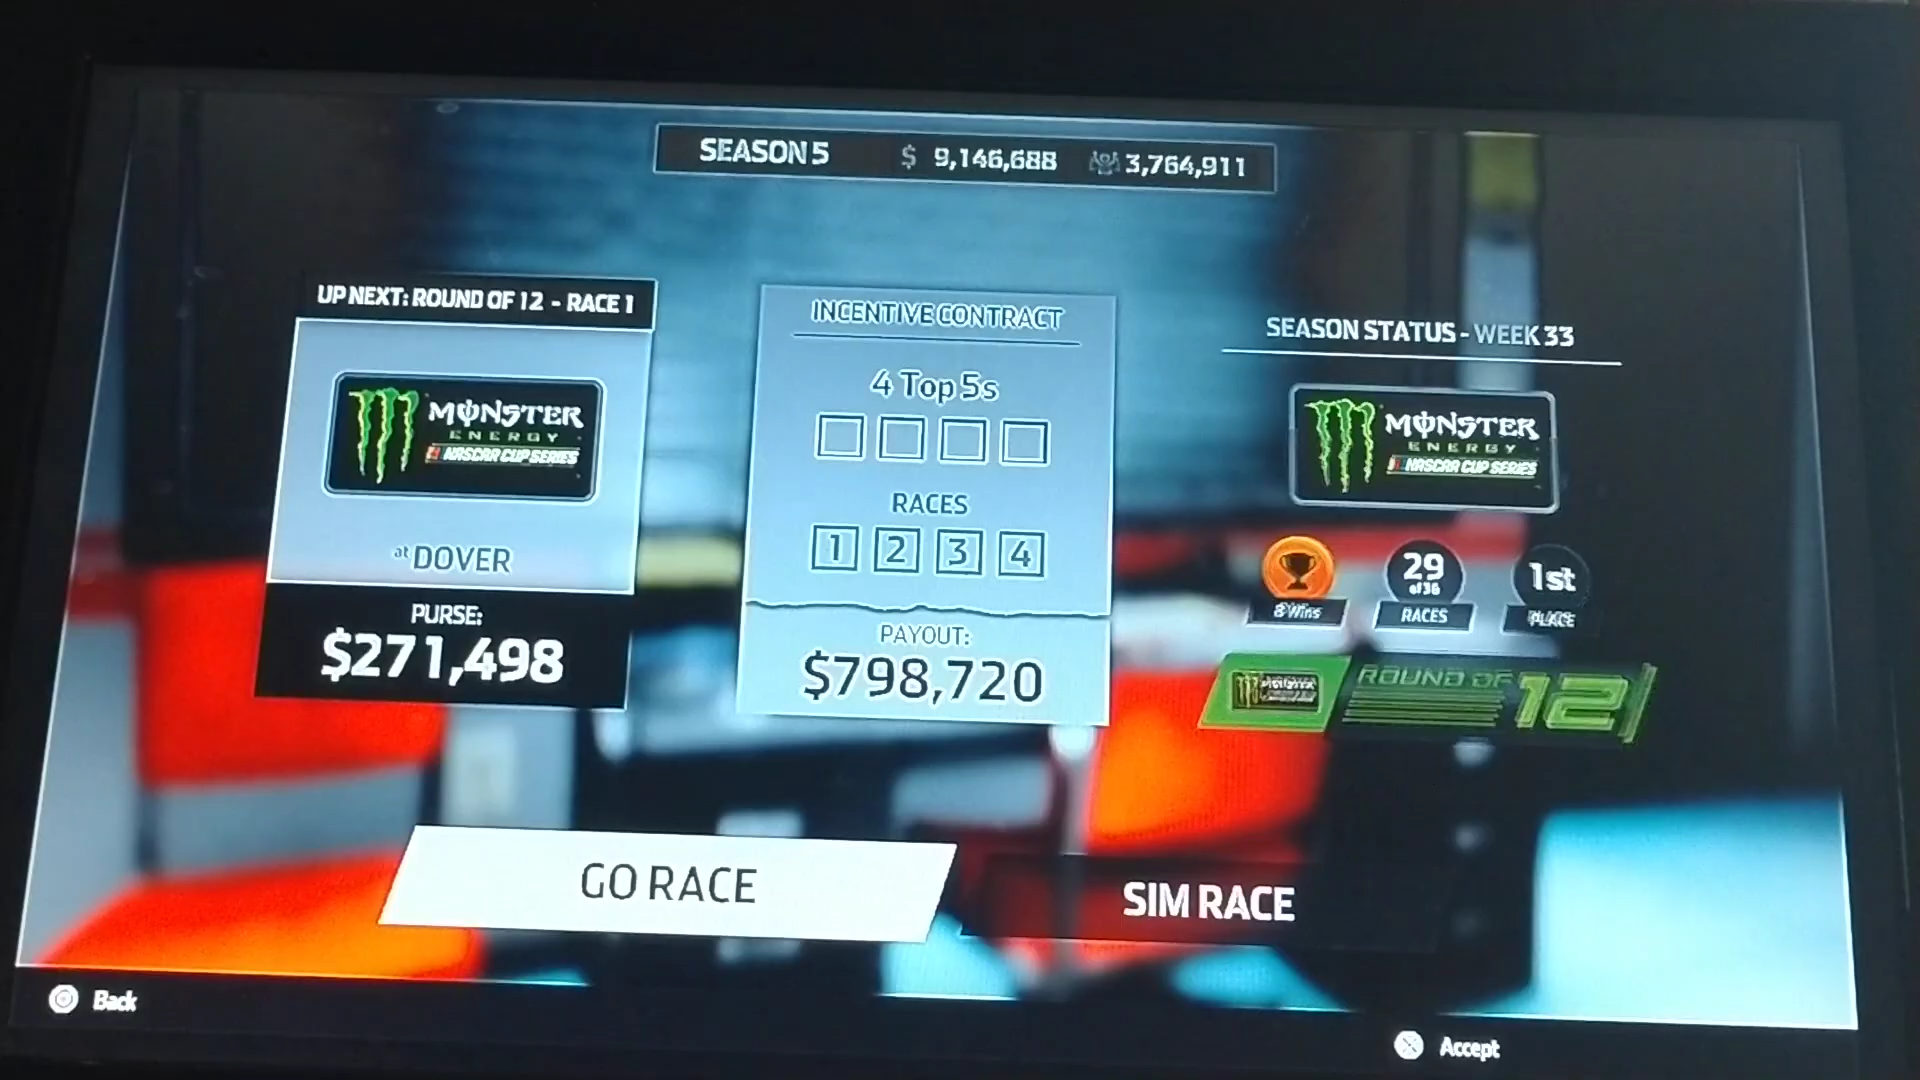 SEASON 5 $ 9,146,688 3,764,911
UP NEXT: ROUND OF 12 - RACE 1
MONSTER
ENERGY
NASCAR CUP SERIES
at DOVER
PURSE:
$271,498
INCENTIVE CONTRACT
4 Top 5s
RACES
1 2 3 4
PAYOUT:
$798,720
SEASON STATUS - WEEK 33
MONSTER
ENERGY
NASCAR CUP SERIES
8 Wins
29
of 36
RACES
1st
PLACE
MONSTER
ROUND OF 12
GO RACE
SIM RACE
Back
Accept